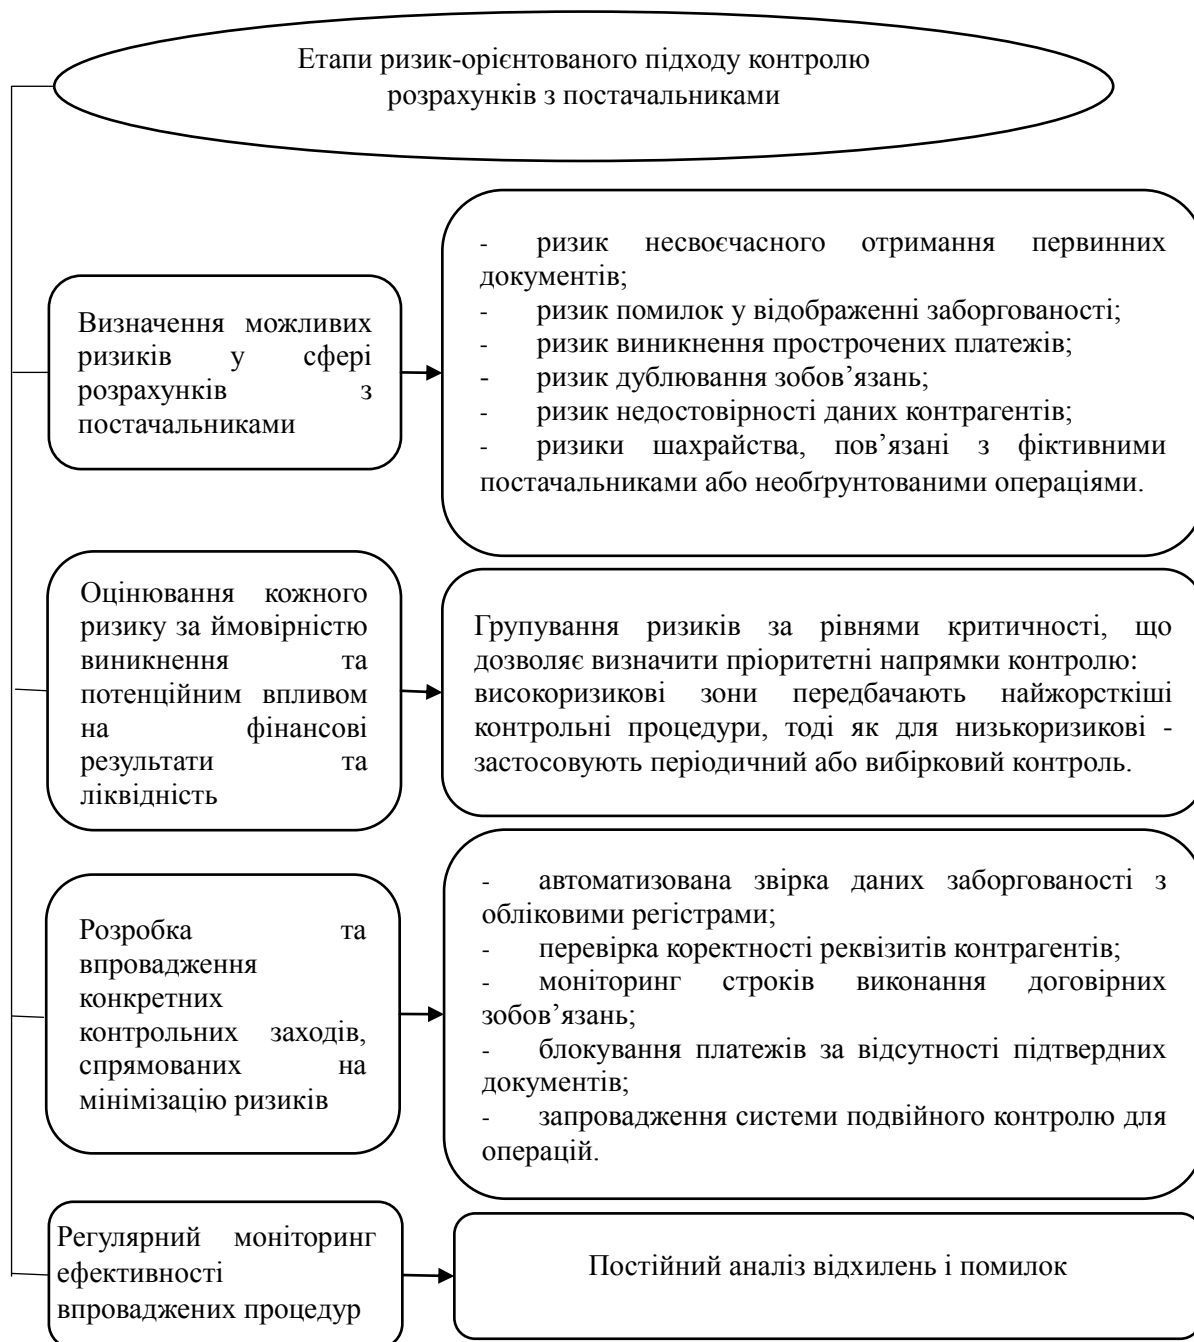 Етапи ризик-орієнтованого підходу контролю
розрахунків з постачальниками
Визначення можливих
ризиків у сфері
розрахунків з
постачальниками
- ризик несвоєчасного отримання первинних
документів;
- ризик помилок у відображенні заборгованості;
- ризик виникнення прострочених платежів;
- ризик дублювання зобов’язань;
- ризик недостовірності даних контрагентів;
- ризики шахрайства, пов’язані з фіктивними
постачальниками або необґрунтованими операціями.
Оцінювання кожного
ризику за ймовірністю
виникнення та
потенційним впливом
на фінансові
результати та
ліквідність
Групування ризиків за рівнями критичності, що
дозволяє визначити пріоритетні напрямки контролю:
високоризикові зони передбачають найжорсткіші
контрольні процедури, тоді як для низькоризикові -
застосовують періодичний або вибірковий контроль.
Розробка та
впровадження
конкретних
контрольних заходів,
спрямованих на
мінімізацію ризиків
- автоматизована звірка даних заборгованості з
обліковими регістрами;
- перевірка коректності реквізитів контрагентів;
- моніторинг строків виконання договірних
зобов’язань;
- блокування платежів за відсутності підтвердних
документів;
- запровадження системи подвійного контролю для
операцій.
Регулярний моніторинг
ефективності
впроваджених процедур
Постійний аналіз відхилень і помилок